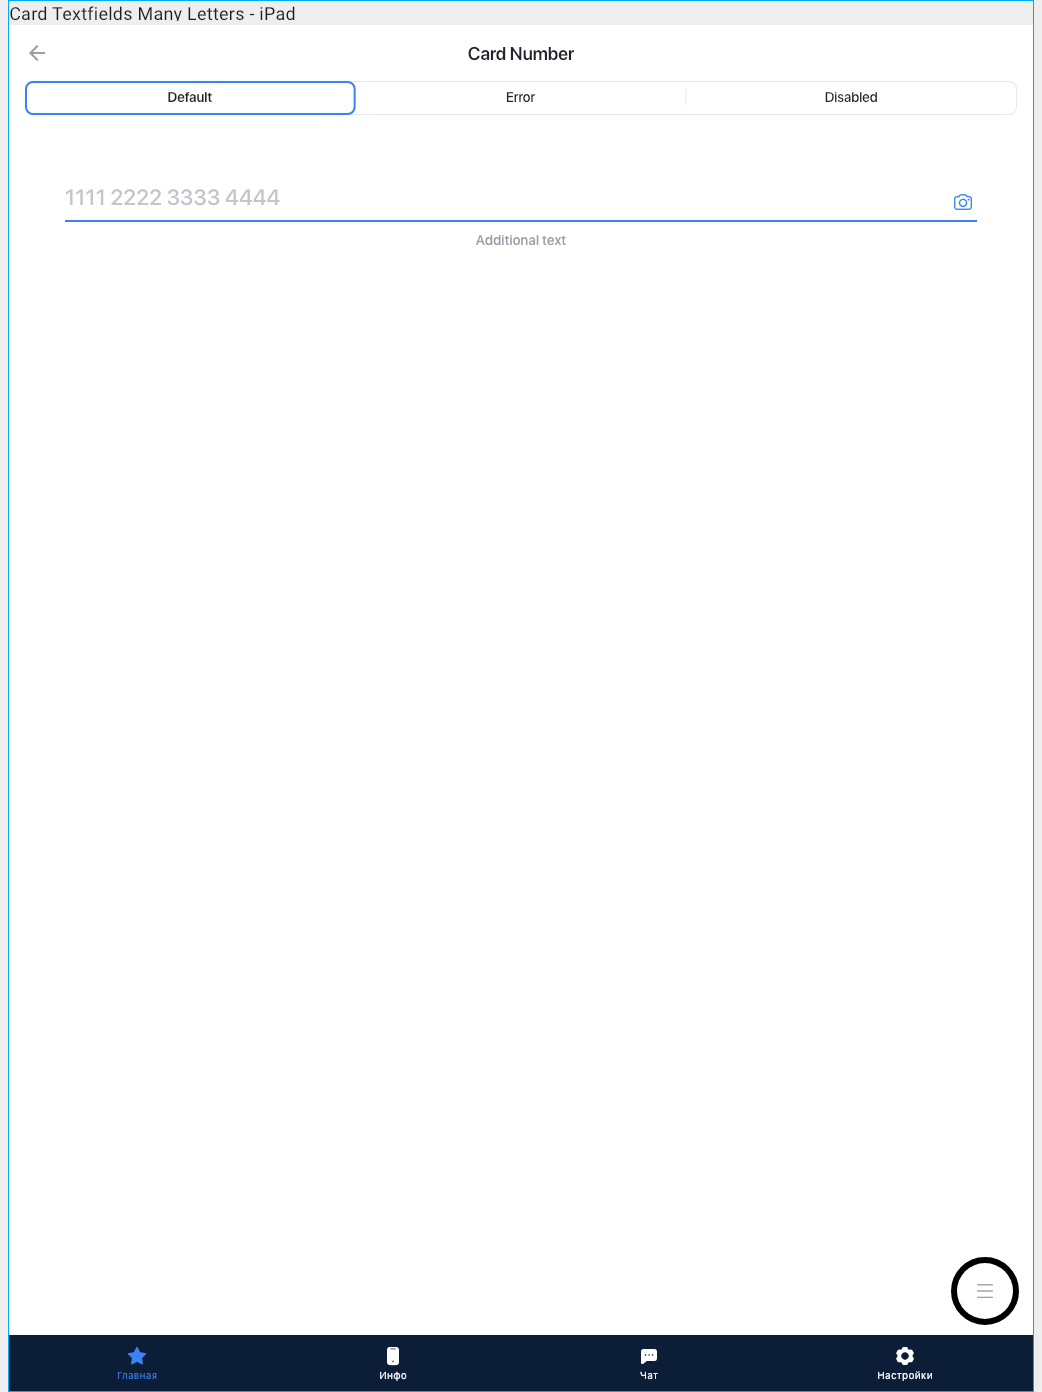 Card Textfields Many Letters - iPad
Card Number
Default Error Disabled
1111 2222 3333 4444
Additional text
Главная Инфо Чат Настройки